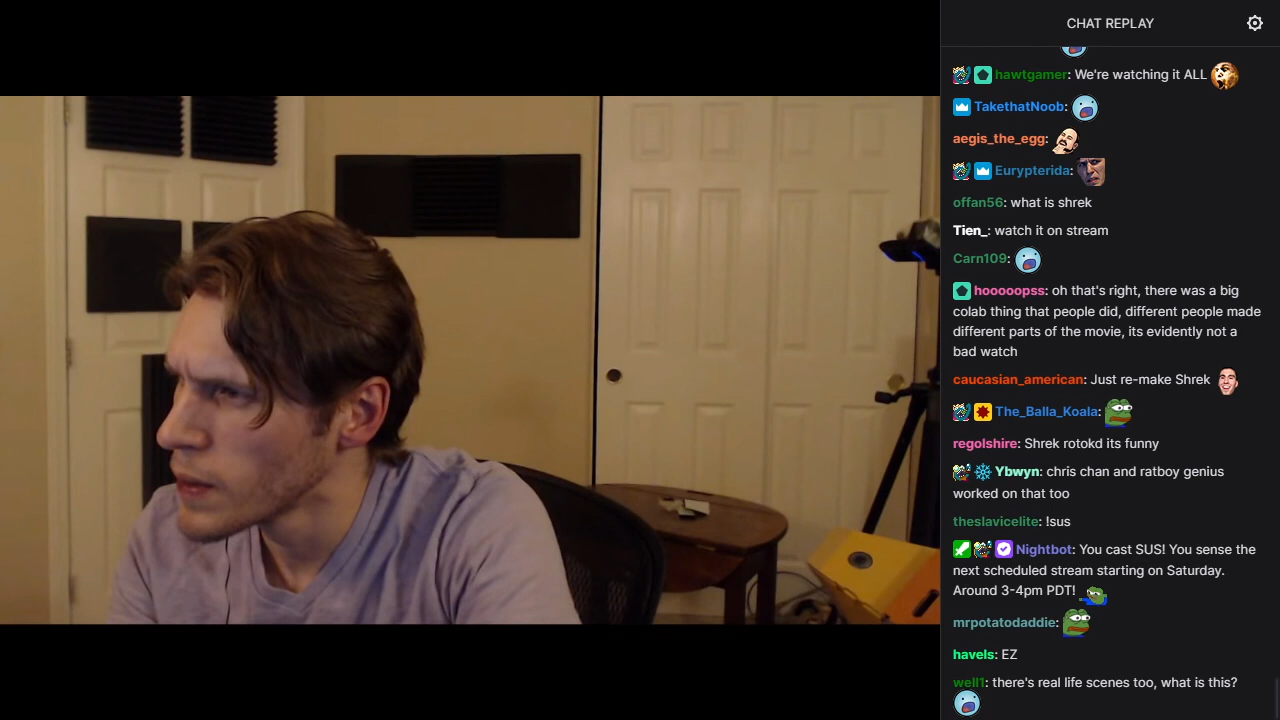 CHAT REPLAY
hawtgamer: We're watching it ALL
TakethatNoob:
aegis_the_egg:
Eurypterida:
offan56: what is shrek
Tien_: watch it on stream
Carn109:
hooooopss: oh that's right, there was a big
colab thing that people did, different people made
different parts of the movie, its evidently not a
bad watch
caucasian_american: Just re-make Shrek
The_Balla_Koala:
regolshire: Shrek rotokd its funny
Ybwyn: chris chan and ratboy genius
worked on that too
theslavicelite: !sus
Nightbot: You cast SUS! You sense the
next scheduled stream starting on Saturday.
Around 3-4pm PDT!
mrpotatodaddie:
havels: EZ
well1: there's real life scenes too, what is this?